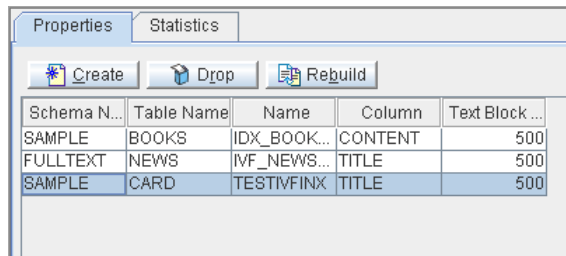 Properties Statistics
Create Drop Rebuild
Schema N... Table Name Name Column Text Block ...
SAMPLE BOOKS IDX_BOOK... CONTENT 500
FULLTEXT NEWS IVF_NEWS... TITLE 500
SAMPLE CARD TESTIVFINX TITLE 500